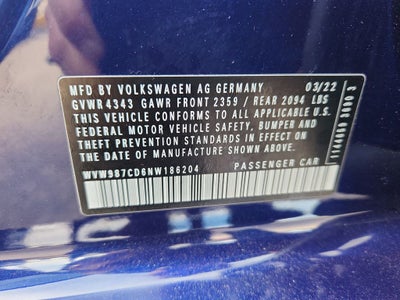 MFD BY VOLKSWAGEN AG GERMANY 03/22
GVWR 4343 GAWR FRONT 2359 / REAR 2094 LBS
THIS VEHICLE CONFORMS TO ALL APPLICABLE U.S.
FEDERAL MOTOR VEHICLE SAFETY, BUMPER AND
THEFT PREVENTION STANDARDS IN EFFECT ON
THE DATE OF MANUFACTURE SHOWN ABOVE.
WVW987CD6NW186204 PASSENGER CAR